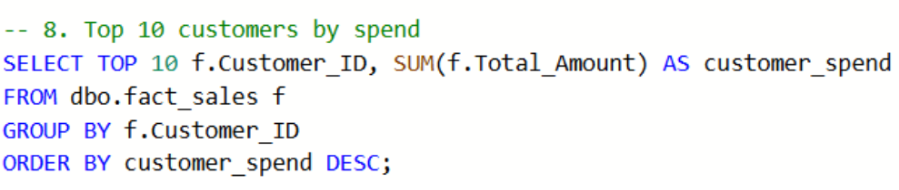 -- 8. Top 10 customers by spend
SELECT TOP 10 f.Customer_ID, SUM(f.Total_Amount) AS customer_spend
FROM dbo.fact_sales f
GROUP BY f.Customer_ID
ORDER BY customer_spend DESC;